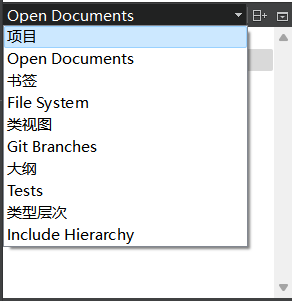 Open Documents
项目
Open Documents
书签
File System
类视图
Git Branches
大纲
Tests
类型层次
Include Hierarchy